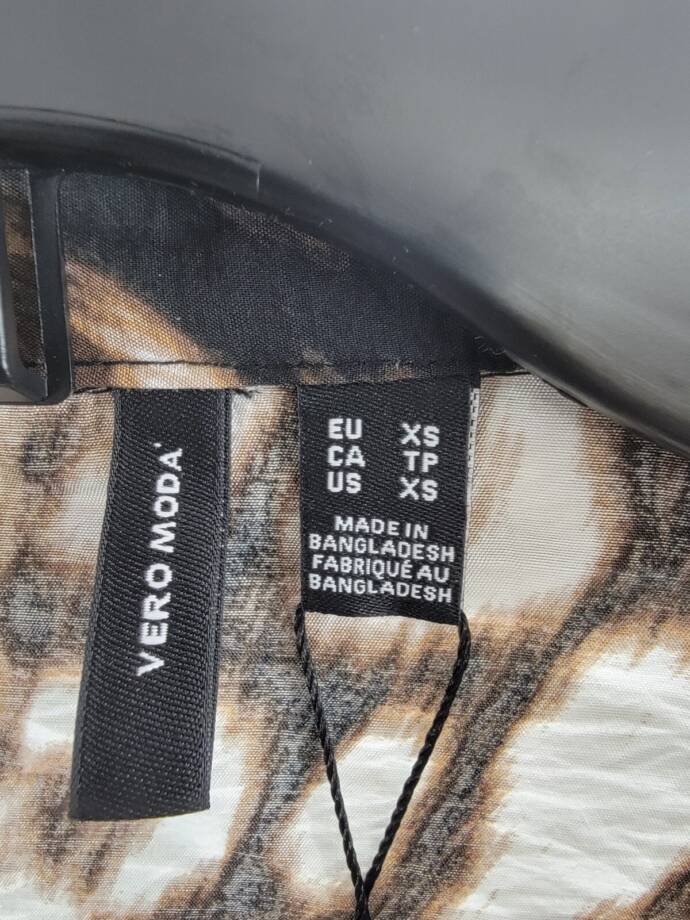 VERO MODA
EU XS
CA TP
US XS
MADE IN
BANGLADESH
FABRIQUÉ AU
BANGLADESH